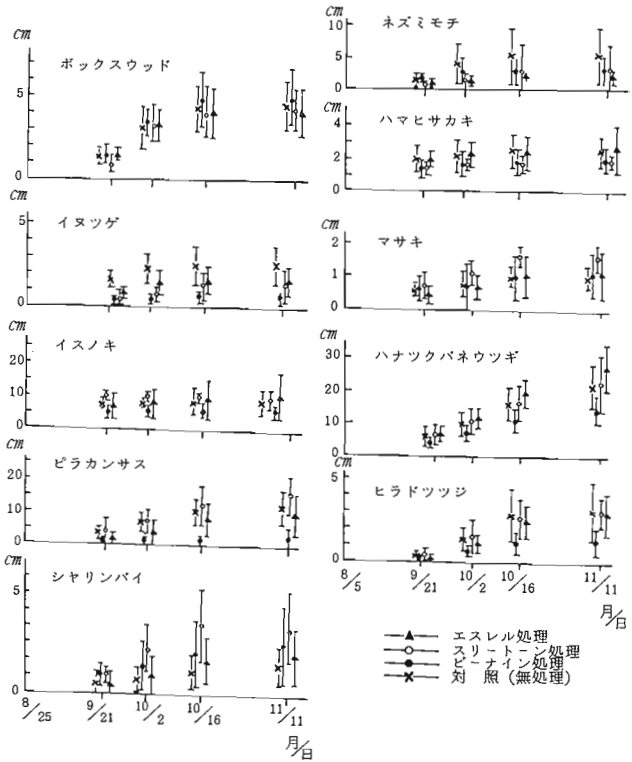 cm
ボックスウッド
5
0
cm
イヌツゲ
5
0
cm
イスノキ
20
10
0
cm
ピラカンサス
20
10
0
cm
シャリンバイ
5
0
8/25
9/21
10/2
10/16
11/11
月/日
cm
ネズミモチ
10
5
0
cm
ハマヒサカキ
4
2
0
cm
マサキ
2
1
0
cm
ハナツクバネウツギ
30
20
10
0
cm
ヒラドツツジ
5
0
8/5
9/21
10/2
10/16
11/11
月/日
エスレル処理
スリートーン処理
ビーナイン処理
対 照 (無処理)